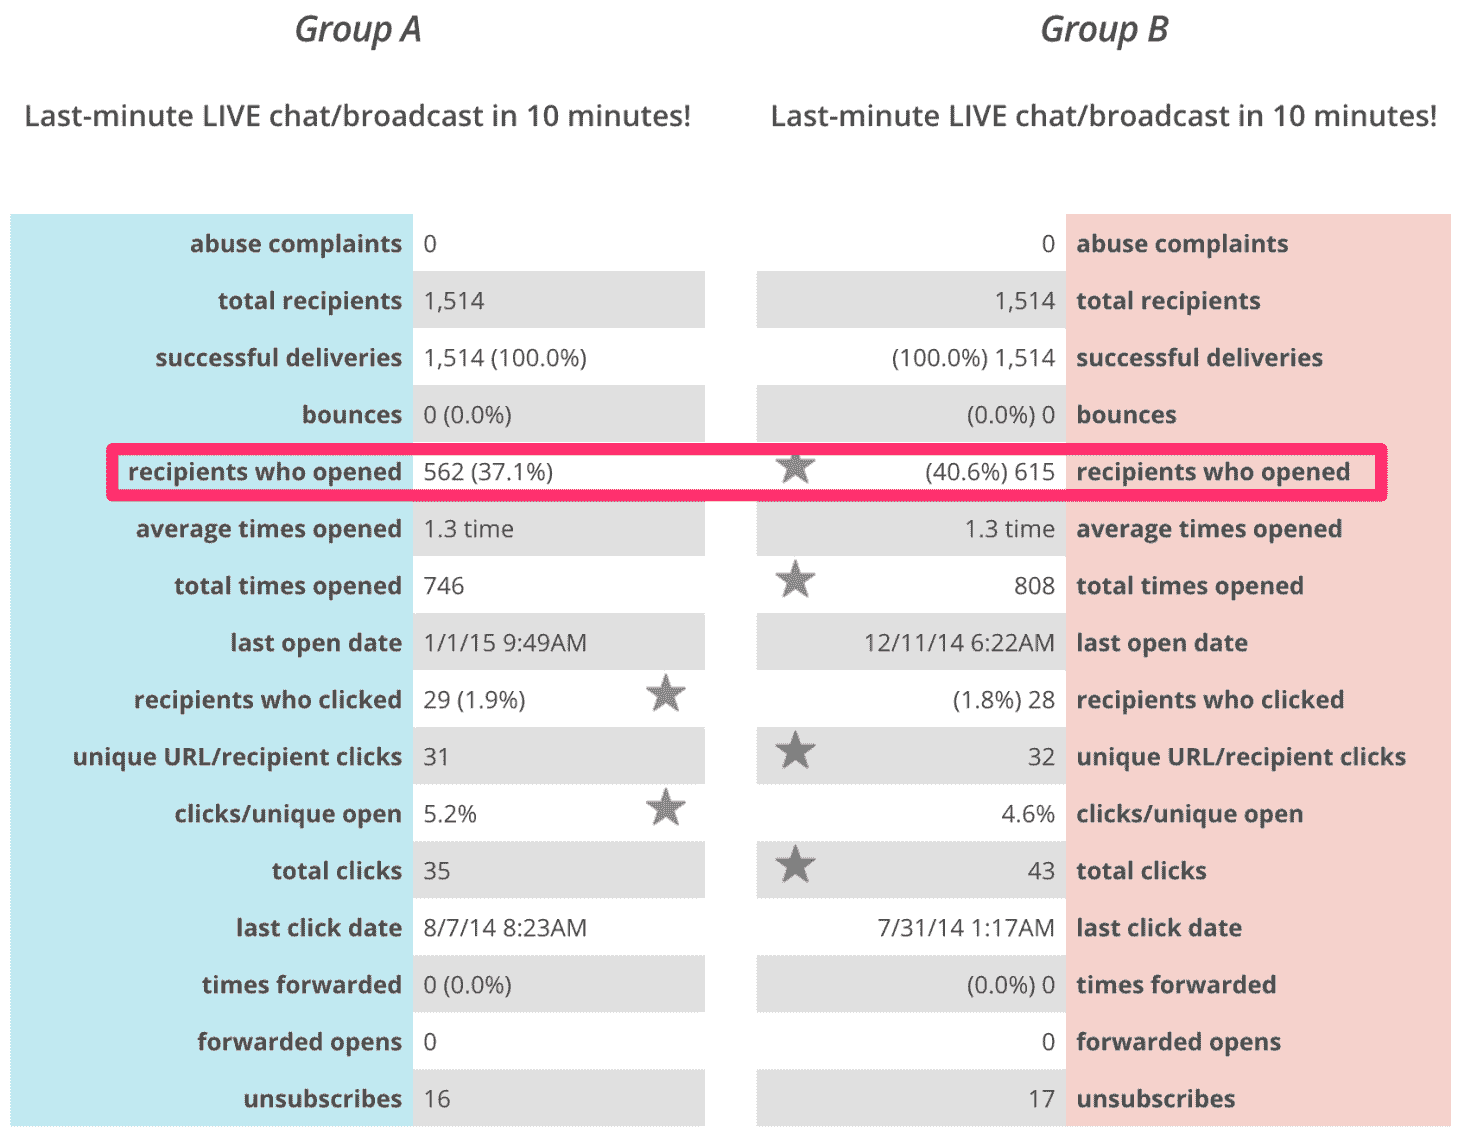 Group A Group B
Last-minute LIVE chat/broadcast in 10 minutes! Last-minute LIVE chat/broadcast in 10 minutes!
abuse complaints 0 0 abuse complaints
total recipients 1,514 1,514 total recipients
successful deliveries 1,514 (100.0%) (100.0%) 1,514 successful deliveries
bounces 0 (0.0%) (0.0%) 0 bounces
recipients who opened 562 (37.1%) (40.6%) 615 recipients who opened
average times opened 1.3 time 1.3 time average times opened
total times opened 746 808 total times opened
last open date 1/1/15 9:49AM 12/11/14 6:22AM last open date
recipients who clicked 29 (1.9%) (1.8%) 28 recipients who clicked
unique URL/recipient clicks 31 32 unique URL/recipient clicks
clicks/unique open 5.2% 4.6% clicks/unique open
total clicks 35 43 total clicks
last click date 8/7/14 8:23AM 7/31/14 1:17AM last click date
times forwarded 0 (0.0%) (0.0%) 0 times forwarded
forwarded opens 0 0 forwarded opens
unsubscribes 16 17 unsubscribes